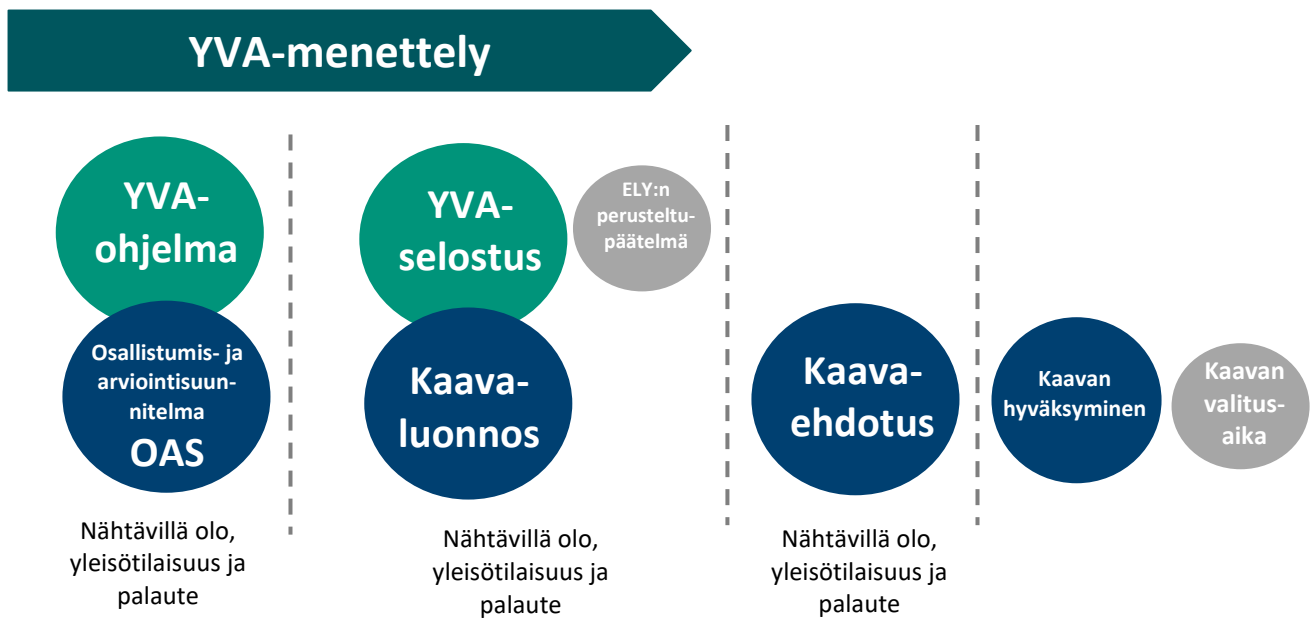 YVA-menettely
YVA-
ohjelma
Osallistumis- ja
arviointisuun-
nitelma
OAS
Nähtävillä olo,
yleisötilaisuus ja
palaute
YVA-
selostus
ELY:n
perusteltu-
päätelmä
Kaava-
luonnos
Nähtävillä olo,
yleisötilaisuus ja
palaute
Kaava-
ehdotus
Nähtävillä olo,
yleisötilaisuus ja
palaute
Kaavan
hyväksyminen
Kaavan
valitus-
aika